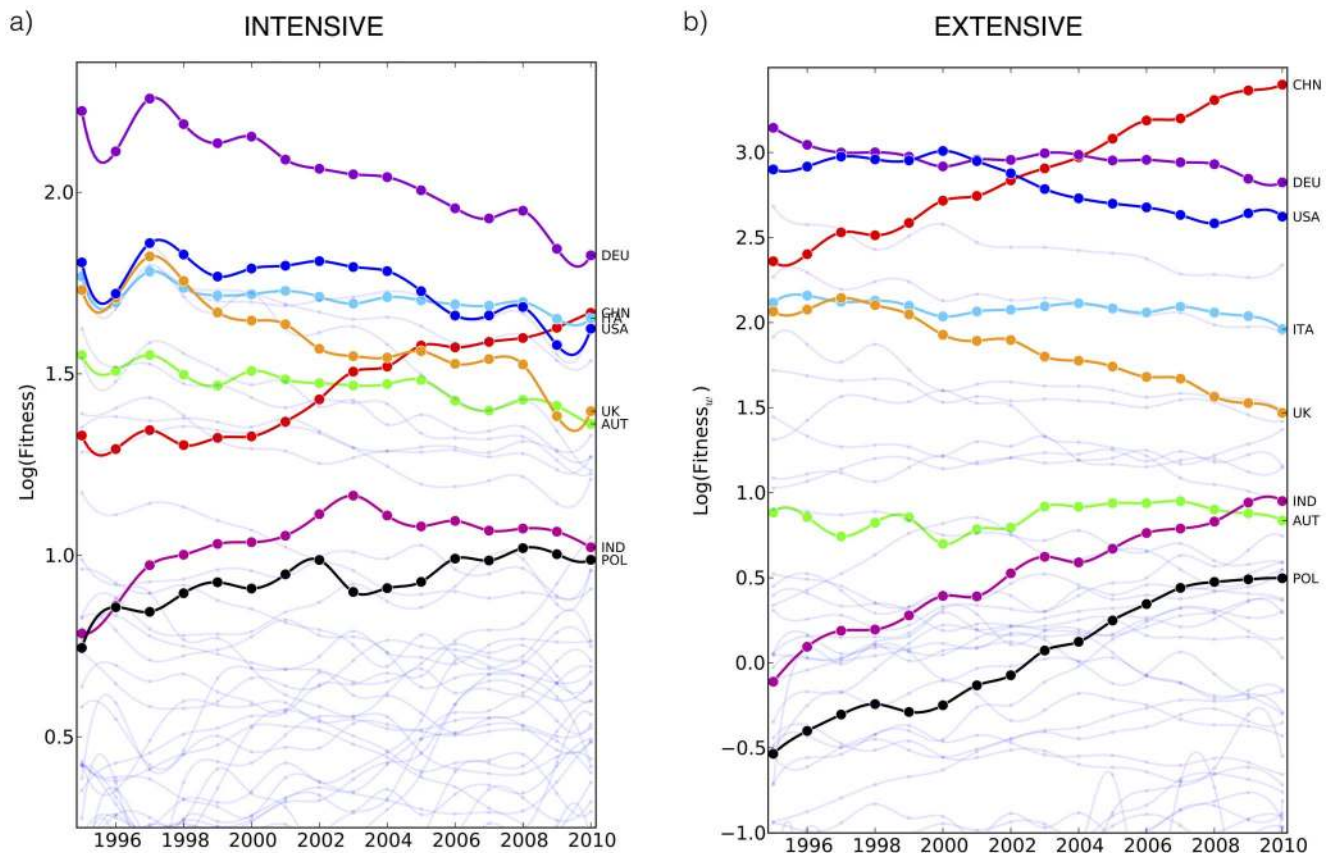 a)
INTENSIVE
Log(Fitness)
2.0
1.5
1.0
0.5
1996 1998 2000 2002 2004 2006 2008 2010
DEU
CHN
ITA
USA
UK
AUT
IND
POL
b)
EXTENSIVE
Log(Fitness_w)
3.0
2.5
2.0
1.5
1.0
0.5
0.0
−0.5
−1.0
1996 1998 2000 2002 2004 2006 2008 2010
CHN
DEU
USA
ITA
UK
IND
AUT
POL